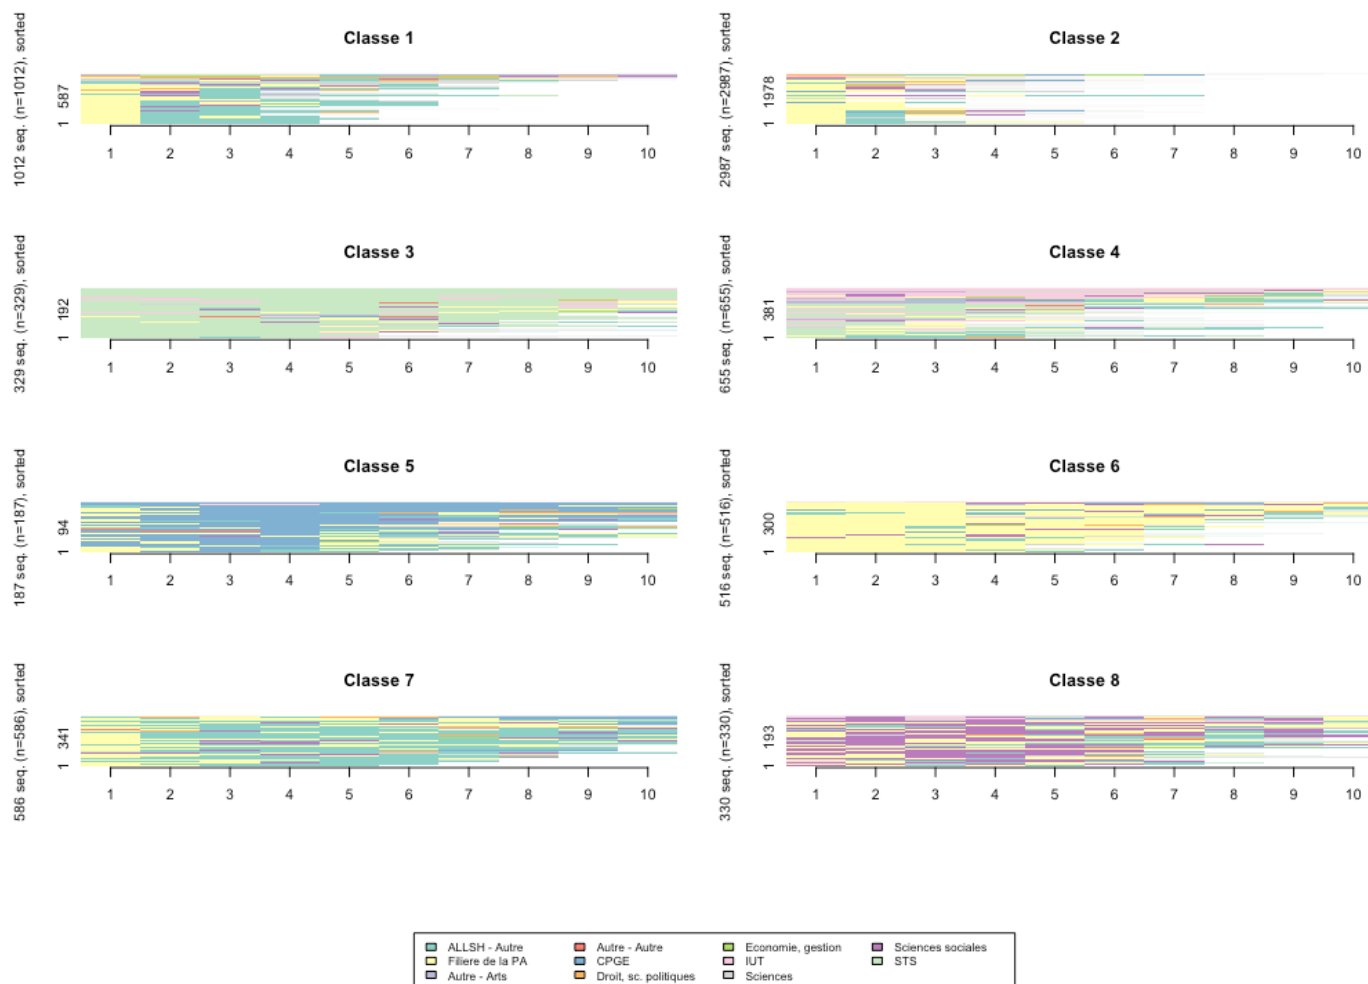 Classe 1
1012 seq. (n=1012), sorted
1 587
1 2 3 4 5 6 7 8 9 10
Classe 2
2987 seq. (n=2987), sorted
1 1978
1 2 3 4 5 6 7 8 9 10
Classe 3
329 seq. (n=329), sorted
1 192
1 2 3 4 5 6 7 8 9 10
Classe 4
655 seq. (n=655), sorted
1 381
1 2 3 4 5 6 7 8 9 10
Classe 5
187 seq. (n=187), sorted
1 94
1 2 3 4 5 6 7 8 9 10
Classe 6
516 seq. (n=516), sorted
1 300
1 2 3 4 5 6 7 8 9 10
Classe 7
586 seq. (n=586), sorted
1 341
1 2 3 4 5 6 7 8 9 10
Classe 8
330 seq. (n=330), sorted
1 193
1 2 3 4 5 6 7 8 9 10
ALLSH - Autre
Filiere de la PA
Autre - Arts
Autre - Autre
CPGE
Droit, sc. politiques
Economie, gestion
IUT
Sciences
Sciences sociales
STS